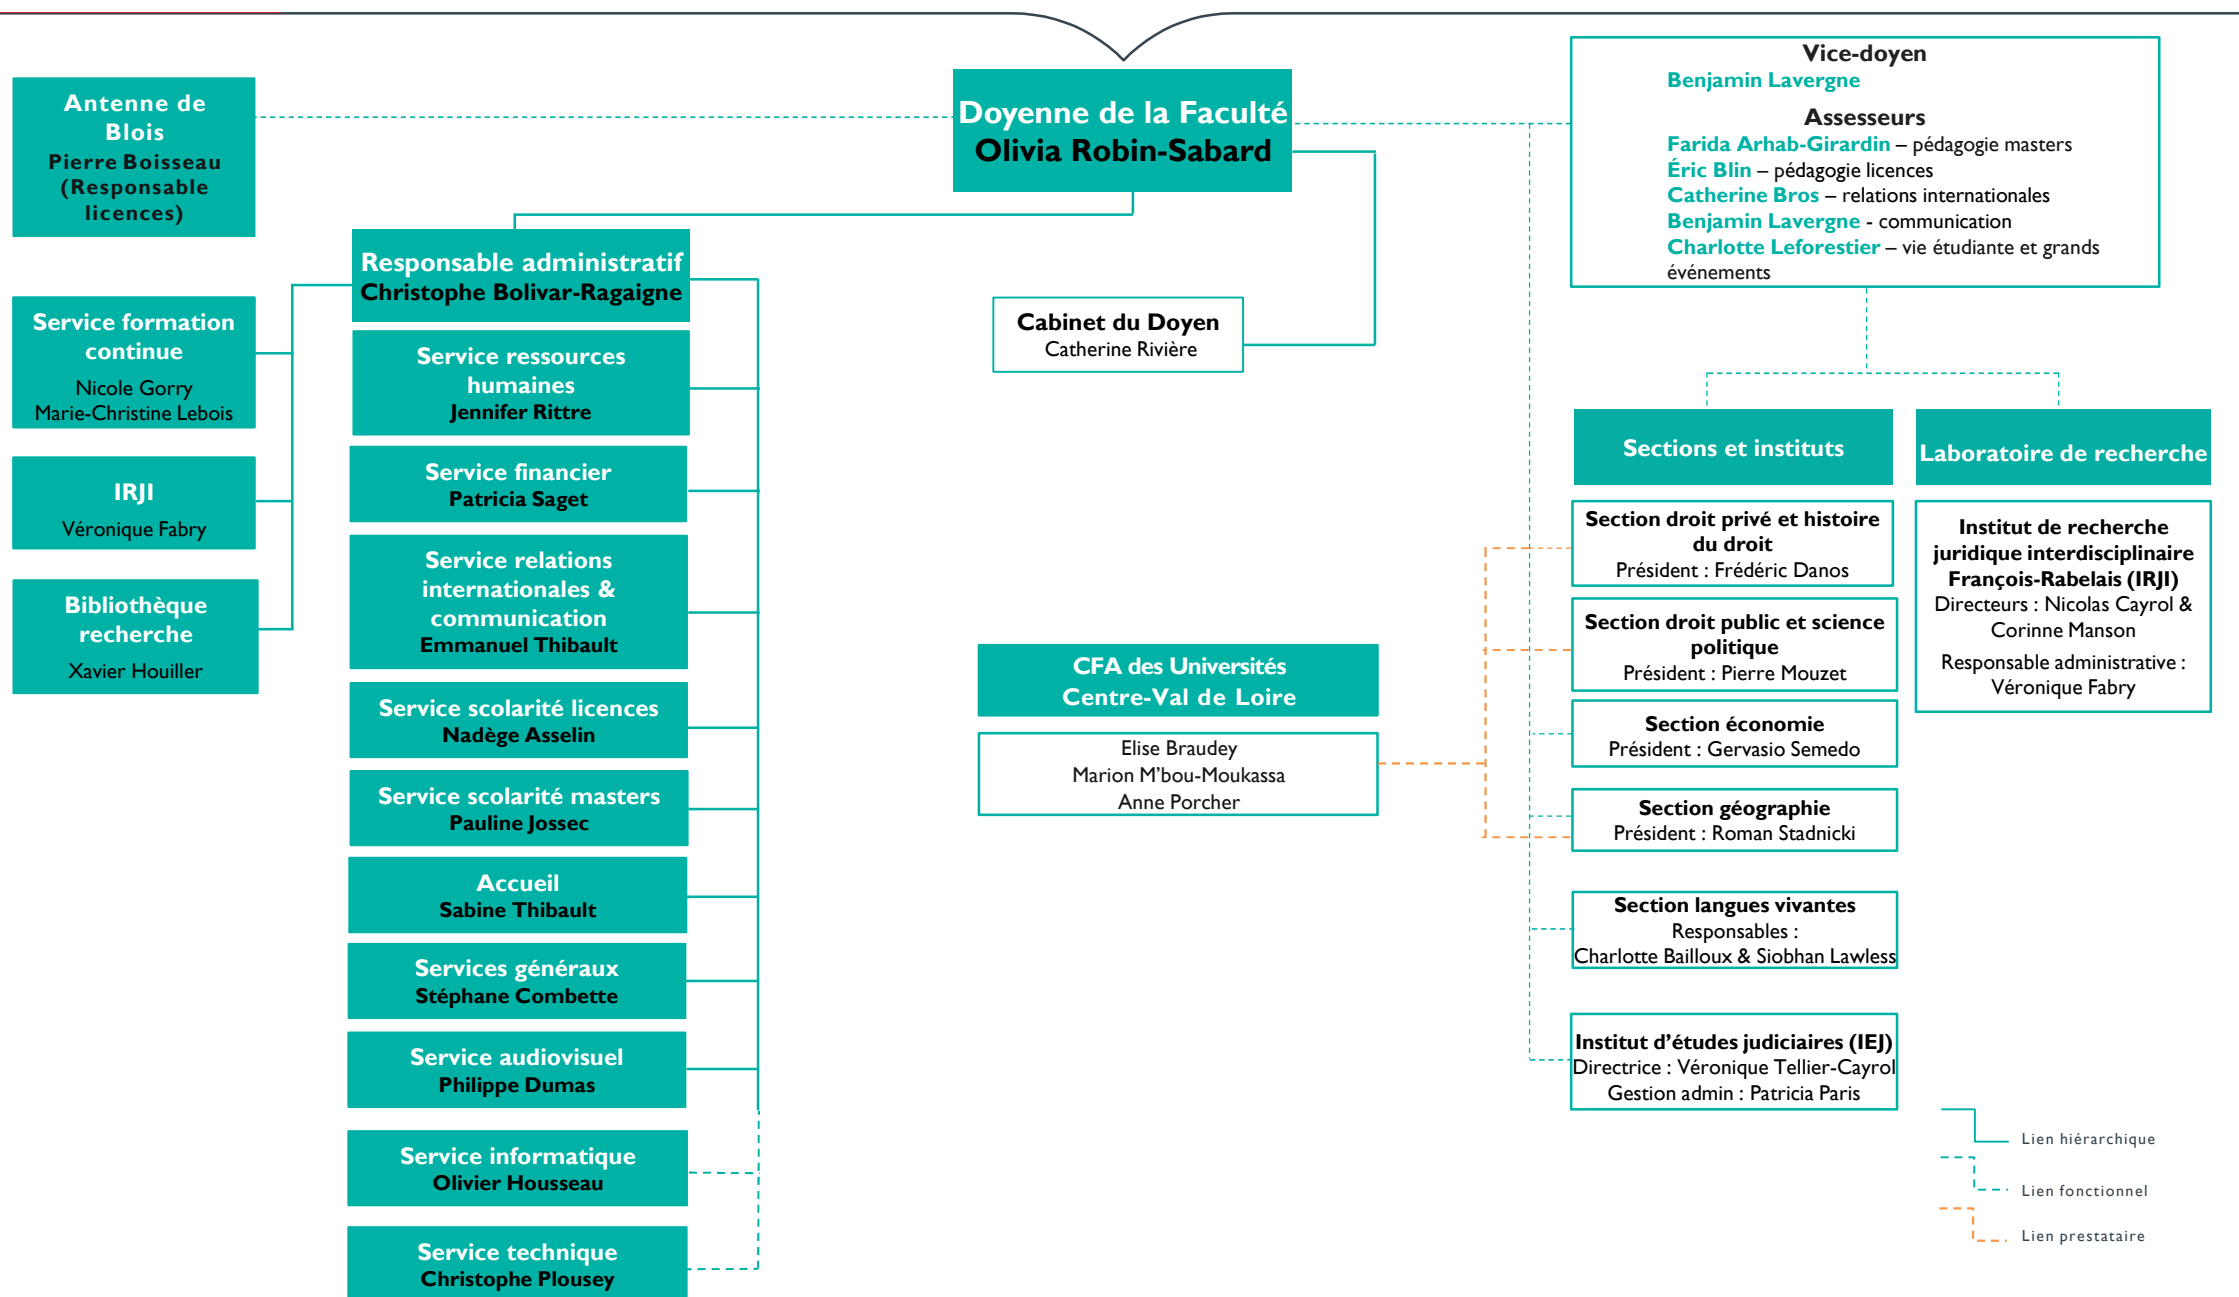 Antenne de
Blois
Pierre Boisseau
(Responsable
licences)
Doyenne de la Faculté
Olivia Robin-Sabard
Vice-doyen
Benjamin Lavergne
Assesseurs
Farida Arhab-Girardin – pédagogie masters
Éric Blin – pédagogie licences
Catherine Bros – relations internationales
Benjamin Lavergne - communication
Charlotte Leforestier – vie étudiante et grands
événements
Responsable administratif
Christophe Bolivar-Ragaigne
Cabinet du Doyen
Catherine Rivière
Service formation
continue
Nicole Gorry
Marie-Christine Lebois
IRJI
Véronique Fabry
Bibliothèque
recherche
Xavier Houiller
Service ressources
humaines
Jennifer Rittre
Service financier
Patricia Saget
Service relations
internationales &
communication
Emmanuel Thibault
Service scolarité licences
Nadège Asselin
Service scolarité masters
Pauline Jossec
Accueil
Sabine Thibault
Services généraux
Stéphane Combette
Service audiovisuel
Philippe Dumas
Service informatique
Olivier Housseau
Service technique
Christophe Plousey
CFA des Universités
Centre-Val de Loire
Elise Braudey
Marion M’bou-Moukassa
Anne Porcher
Sections et instituts
Section droit privé et histoire
du droit
Président : Frédéric Danos
Section droit public et science
politique
Président : Pierre Mouzet
Section économie
Président : Gervasio Semedo
Section géographie
Président : Roman Stadnicki
Section langues vivantes
Responsables :
Charlotte Bailloux & Siobhan Lawless
Institut d’études judiciaires (IEJ)
Directrice : Véronique Tellier-Cayrol
Gestion admin : Patricia Paris
Laboratoire de recherche
Institut de recherche
juridique interdisciplinaire
François-Rabelais (IRJI)
Directeurs : Nicolas Cayrol &
Corinne Manson
Responsable administrative :
Véronique Fabry
Lien hiérarchique
Lien fonctionnel
Lien prestataire